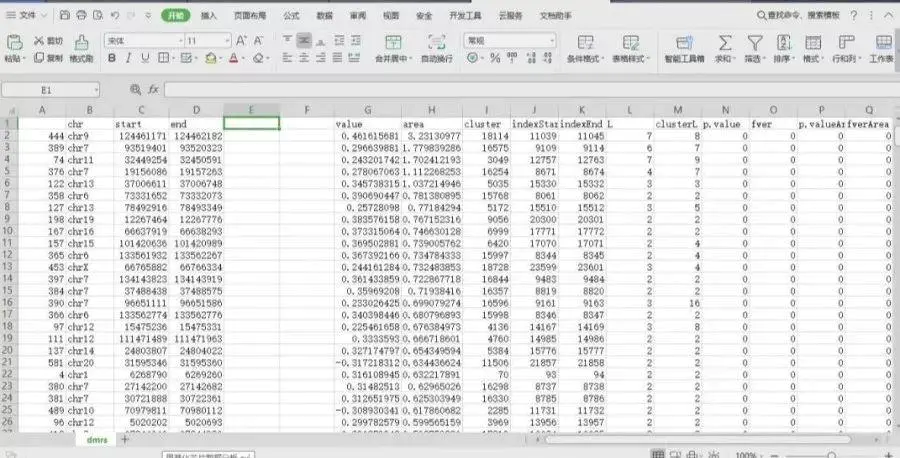 文件 开始 插入 页面布局 公式 数据 审阅 视图 安全 开发工具 云服务 文档助手 查找命令、搜索模板
粘贴 剪切 复制 格式刷 宋体 11 合并居中 自动换行 常规 条件格式 表格样式 智能工具箱 求和 筛选 排序 格式 行和列 工作表
E1 fx
A B C D E F G H I J K L M N O P Q
1 chr start end value area cluster indexStar indexEnd L clusterL p.value fwer p.valueAr fwerArea
2 444 chr9 124461171 124462182 0.461615681 3.23130977 18114 11039 11045 7 8 0 0 0 0
3 389 chr7 93519401 93520323 0.296639881 1.779839286 16575 9109 9114 6 7 0 0 0 0
4 74 chr11 32449254 32450591 0.243201742 1.702412193 3049 12757 12763 7 9 0 0 0 0
5 376 chr7 19156086 19157263 0.278067063 1.112268253 16254 8671 8674 4 7 0 0 0 0
6 122 chr13 37006611 37006748 0.345738315 1.037214946 5035 15330 15332 3 3 0 0 0 0
7 358 chr6 73331652 73332073 0.390690447 0.781380895 15768 8061 8062 2 2 0 0 0 0
8 127 chr13 78492916 78493349 0.25728098 0.77184294 5172 15510 15512 3 5 0 0 0 0
9 198 chr19 12267464 12267776 0.383576158 0.767152316 9056 20300 20301 2 2 0 0 0 0
10 167 chr16 66637919 66638293 0.373315064 0.746630128 6999 17771 17772 2 2 0 0 0 0
11 157 chr15 101420636 101420989 0.369502881 0.739005762 6420 17070 17071 2 4 0 0 0 0
12 365 chr6 133561932 133562267 0.367392166 0.734784333 15997 8344 8345 2 4 0 0 0 0
13 453 chrX 66765882 66766334 0.244161284 0.732483853 18728 23599 23601 3 4 0 0 0 0
14 397 chr7 134143823 134143919 0.361433859 0.722867718 16844 9483 9484 2 2 0 0 0 0
15 384 chr7 37488438 37488575 0.35969208 0.71938416 16357 8819 8820 2 2 0 0 0 0
16 390 chr7 96651111 96651586 0.233026425 0.699079274 16596 9161 9163 3 16 0 0 0 0
17 366 chr6 133562774 133562776 0.340398446 0.680796893 15998 8346 8347 2 2 0 0 0 0
18 97 chr12 15475236 15475331 0.225461658 0.676384973 4136 14167 14169 3 8 0 0 0 0
19 111 chr12 111471489 111471963 0.3333593 0.666718601 4760 14985 14986 2 2 0 0 0 0
20 137 chr14 24803807 24804022 0.327174797 0.654349594 5384 15776 15777 2 2 0 0 0 0
21 581 chr20 31595346 31595360 -0.317218312 0.634436624 11506 21857 21858 2 2 0 0 0 0
22 4 chr1 6268790 6269260 0.316108945 0.632217891 70 93 94 2 2 0 0 0 0
23 380 chr7 27142200 27142682 0.31482513 0.62965026 16298 8737 8738 2 2 0 0 0 0
24 381 chr7 30721888 30722361 0.312651975 0.625303949 16330 8785 8786 2 2 0 0 0 0
25 489 chr10 70979811 70980112 -0.308930341 0.617860682 2285 11731 11732 2 2 0 0 0 0
26 96 chr12 5020202 5020693 0.299782579 0.599565159 3969 13956 13957 2 2 0 0 0 0
dmrs
100%